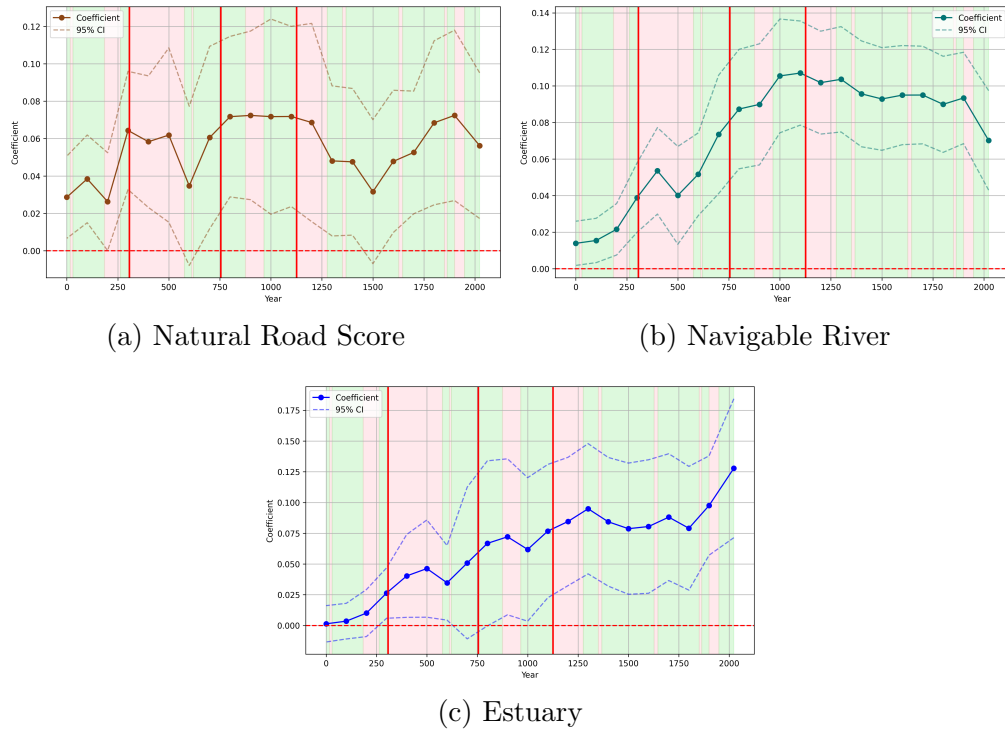 Coefficient
95% CI
0.12
0.10
0.08
0.06
0.04
0.02
0.00
Coefficient
0 250 500 750 1000 1250 1500 1750 2000
Year
(a) Natural Road Score
0.14
0.12
0.10
0.08
0.06
0.04
0.02
0.00
Coefficient
Coefficient
95% CI
0 250 500 750 1000 1250 1500 1750 2000
Year
(b) Navigable River
Coefficient
95% CI
0.175
0.150
0.125
0.100
0.075
0.050
0.025
0.000
Coefficient
0 250 500 750 1000 1250 1500 1750 2000
Year
(c) Estuary